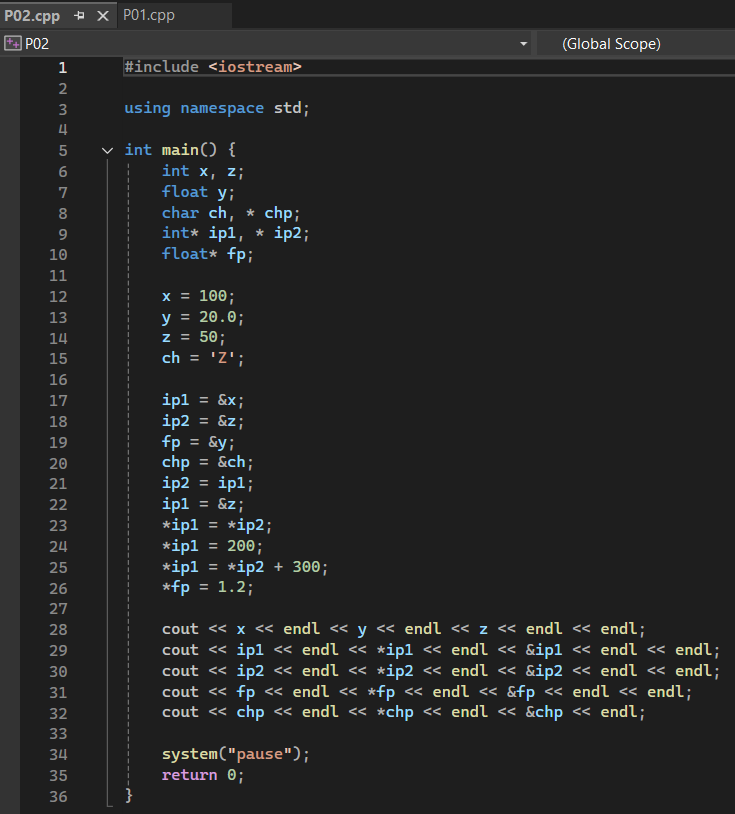 P02.cpp P01.cpp
P02 (Global Scope)
1 #include <iostream>
2
3 using namespace std;
4
5 int main() {
6 int x, z;
7 float y;
8 char ch, * chp;
9 int* ip1, * ip2;
10 float* fp;
11
12 x = 100;
13 y = 20.0;
14 z = 50;
15 ch = 'Z';
16
17 ip1 = &x;
18 ip2 = &z;
19 fp = &y;
20 chp = &ch;
21 ip2 = ip1;
22 ip1 = &z;
23 *ip1 = *ip2;
24 *ip1 = 200;
25 *ip1 = *ip2 + 300;
26 *fp = 1.2;
27
28 cout << x << endl << y << endl << z << endl << endl;
29 cout << ip1 << endl << *ip1 << endl << &ip1 << endl << endl;
30 cout << ip2 << endl << *ip2 << endl << &ip2 << endl << endl;
31 cout << fp << endl << *fp << endl << &fp << endl << endl;
32 cout << chp << endl << *chp << endl << &chp << endl;
33
34 system("pause");
35 return 0;
36 }